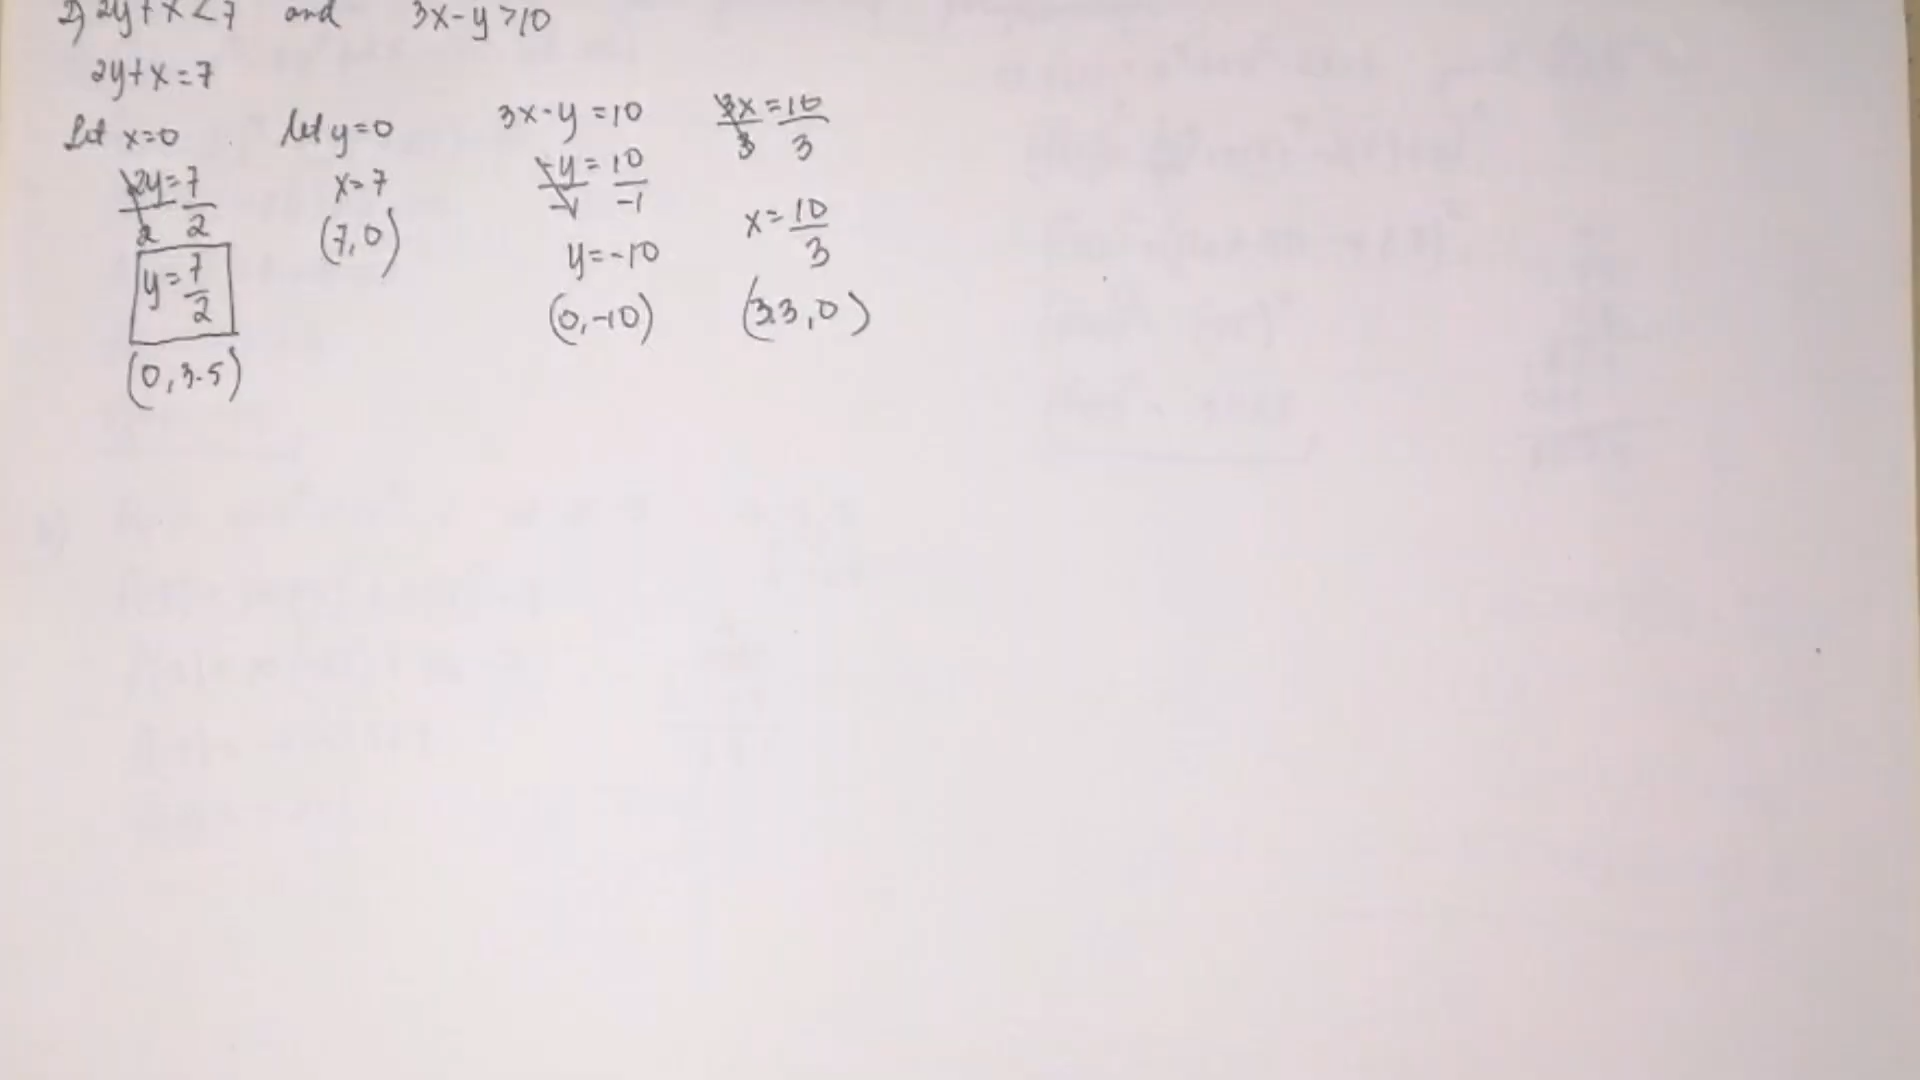 2) 2y+x<7 and 3x-y>10
2y+x=7
Let x=0
2y=7
2 2
y=7/2
(0, 3.5)
let y=0
x=7
(7,0)
3x-y=10
-y=10
-1 -1
y=-10
(0,-10)
3x=10
3 3
x=10/3
(3.3,0)